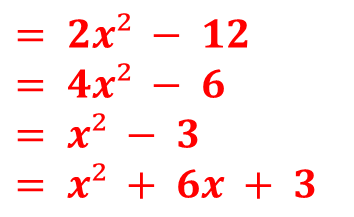 = 2x² − 12
= 4x² − 6
= x² − 3
= x² + 6x + 3